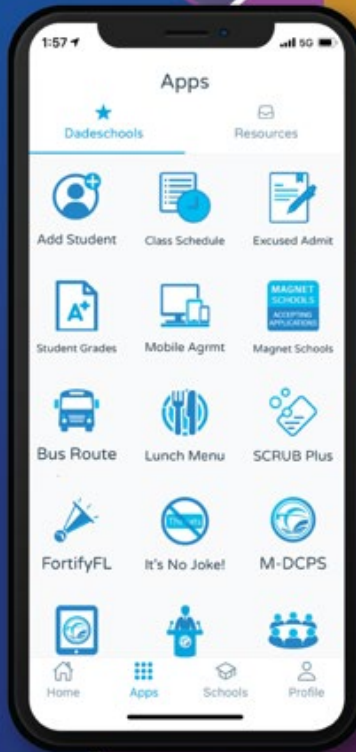 1:57
5G
Apps
Dadeschools
Resources
Add Student
Class Schedule
Excused Admit
A+
MAGNET
SCHOOLS
ACCEPTING
APPLICATIONS
Student Grades
Mobile Agrmt
Magnet Schools
Bus Route
Lunch Menu
SCRUB Plus
Threats
FortifyFL
It's No Joke!
M-DCPS
Home
Apps
Schools
Profile